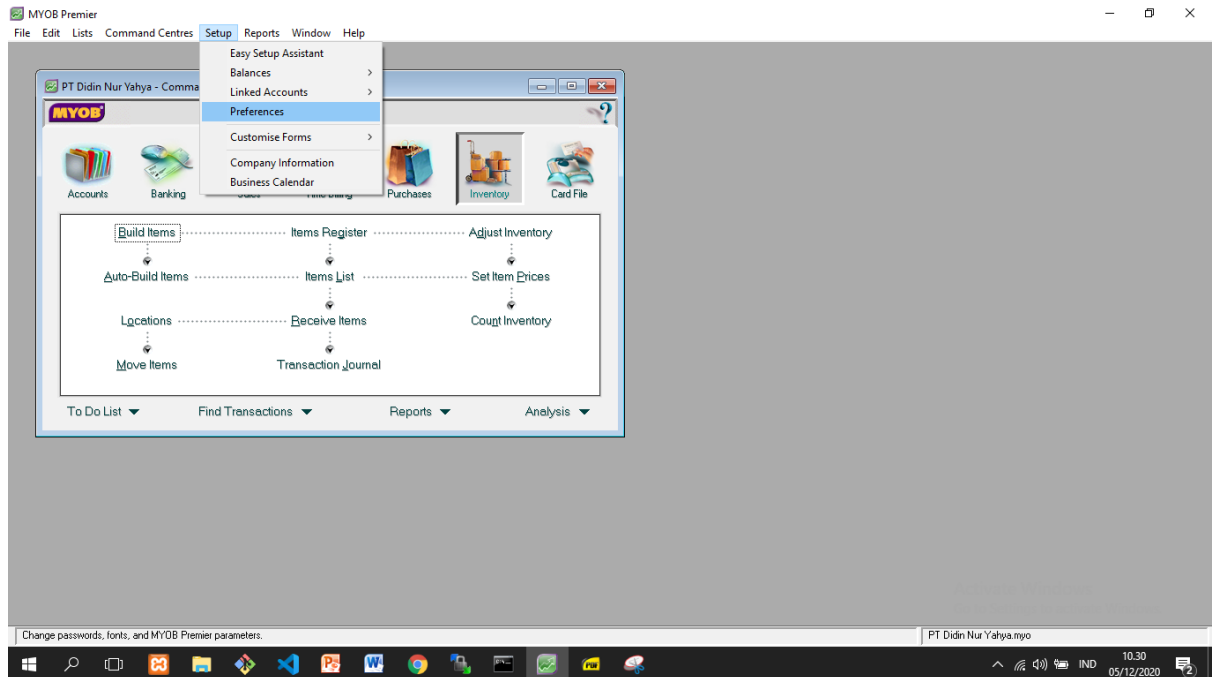 MYOB Premier
File Edit Lists Command Centres Setup Reports Window Help
Easy Setup Assistant
Balances
Linked Accounts
Preferences
Customise Forms
Company Information
Business Calendar
PT Didin Nur Yahya - Comma
MYOB
Accounts Banking Purchases Inventory Card File
Build Items Items Register Adjust Inventory
Auto-Build Items Items List Set Item Prices
Locations Receive Items Count Inventory
Move Items Transaction Journal
To Do List Find Transactions Reports Analysis
Change passwords, fonts, and MYOB Premier parameters. PT Didin Nur Yahya.myo
IND 10.30
05/12/2020
2